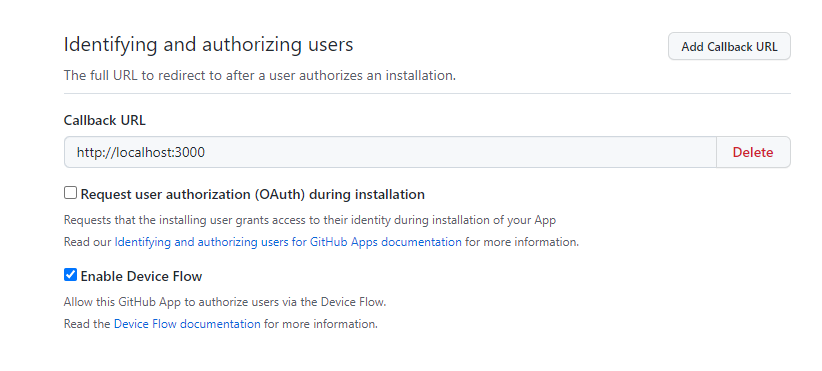 Identifying and authorizing users
Add Callback URL
The full URL to redirect to after a user authorizes an installation.
Callback URL
http://localhost:3000
Delete
Request user authorization (OAuth) during installation
Requests that the installing user grants access to their identity during installation of your App
Read our Identifying and authorizing users for GitHub Apps documentation for more information.
Enable Device Flow
Allow this GitHub App to authorize users via the Device Flow.
Read the Device Flow documentation for more information.